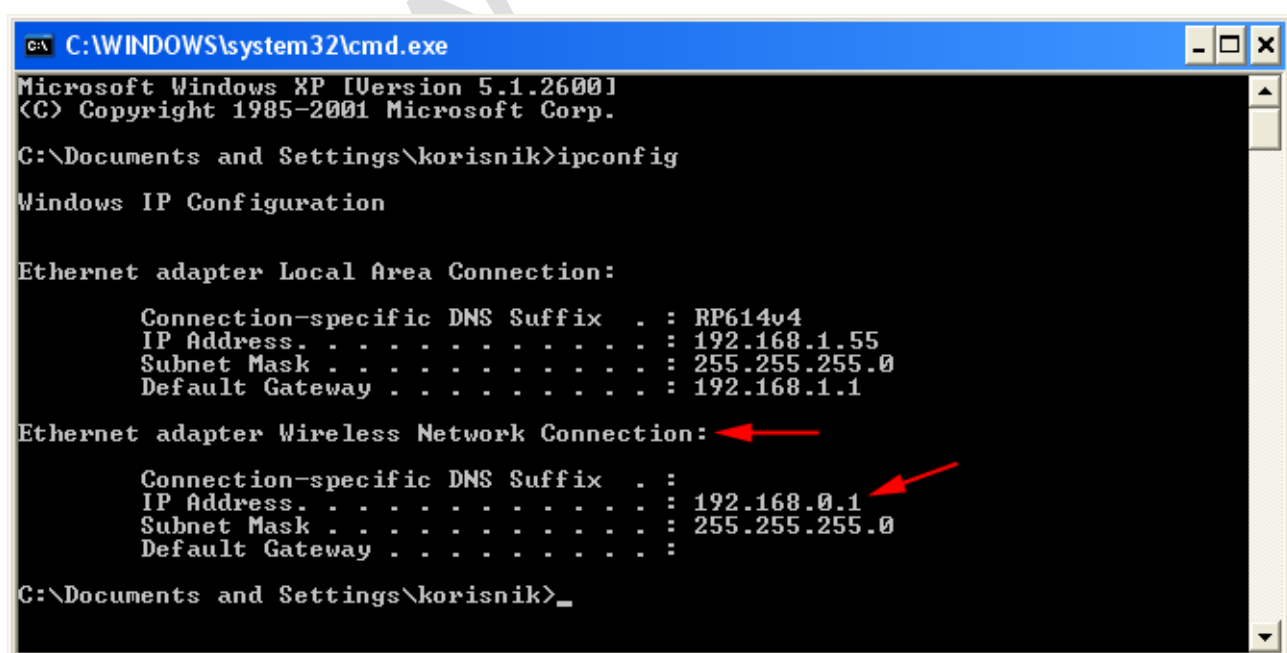 C:\WINDOWS\system32\cmd.exe
Microsoft Windows XP [Version 5.1.2600]
(C) Copyright 1985-2001 Microsoft Corp.
C:\Documents and Settings\korisnik>ipconfig
Windows IP Configuration
Ethernet adapter Local Area Connection:
Connection-specific DNS Suffix . : RP614v4
IP Address. . . . . . . . . . . . : 192.168.1.55
Subnet Mask . . . . . . . . . . . : 255.255.255.0
Default Gateway . . . . . . . . . : 192.168.1.1
Ethernet adapter Wireless Network Connection:
Connection-specific DNS Suffix . :
IP Address. . . . . . . . . . . . : 192.168.0.1
Subnet Mask . . . . . . . . . . . : 255.255.255.0
Default Gateway . . . . . . . . . :
C:\Documents and Settings\korisnik>_